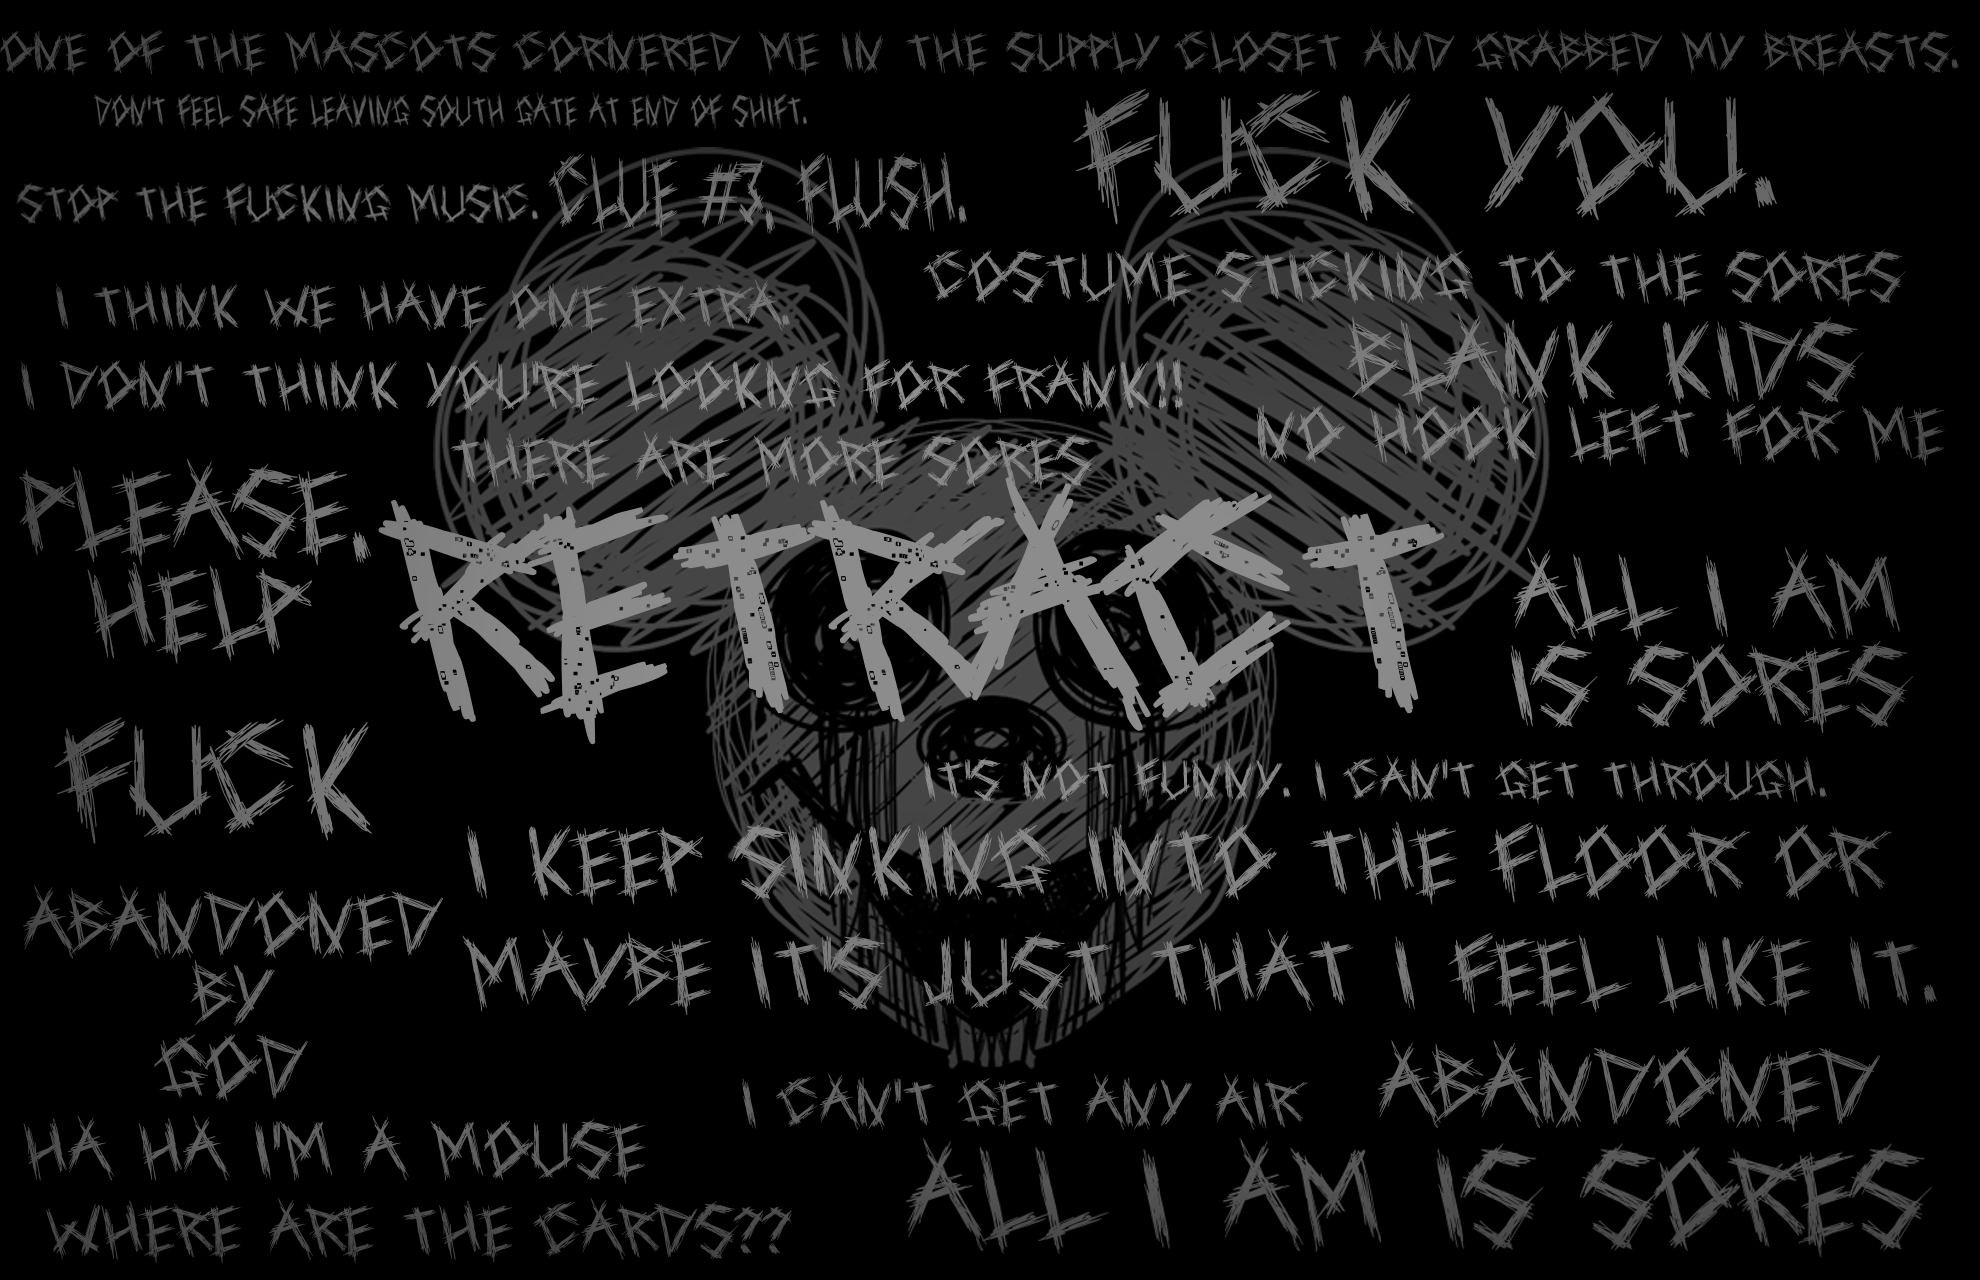 ONE OF THE MASCOTS CORNERED ME IN THE SUPPLY CLOSET AND GRABBED MY BREASTS.
DON'T FEEL SAFE LEAVING SOUTH GATE AT END OF SHIFT.
FUCK YOU.
STOP THE FUCKING MUSIC.
CLUE #3, FLUSH.
COSTUME STICKING TO THE SORES
I THINK WE HAVE ONE EXTRA.
BLANK KIDS
I DON'T THINK YOU'RE LOOKNG FOR FRANK!!
NO HOOK LEFT FOR ME
THERE ARE MORE SORES
PLEASE.
HELP
RETRACT
ALL I AM
IS SORES
FUCK
IT'S NOT FUNNY. I CAN'T GET THROUGH.
I KEEP SINKING INTO THE FLOOR OR
MAYBE IT'S JUST THAT I FEEL LIKE IT.
ABANDONED
BY
GOD
I CAN'T GET ANY AIR
ABANDONED
HA HA I'M A MOUSE
WHERE ARE THE CARDS??
ALL I AM IS SORES